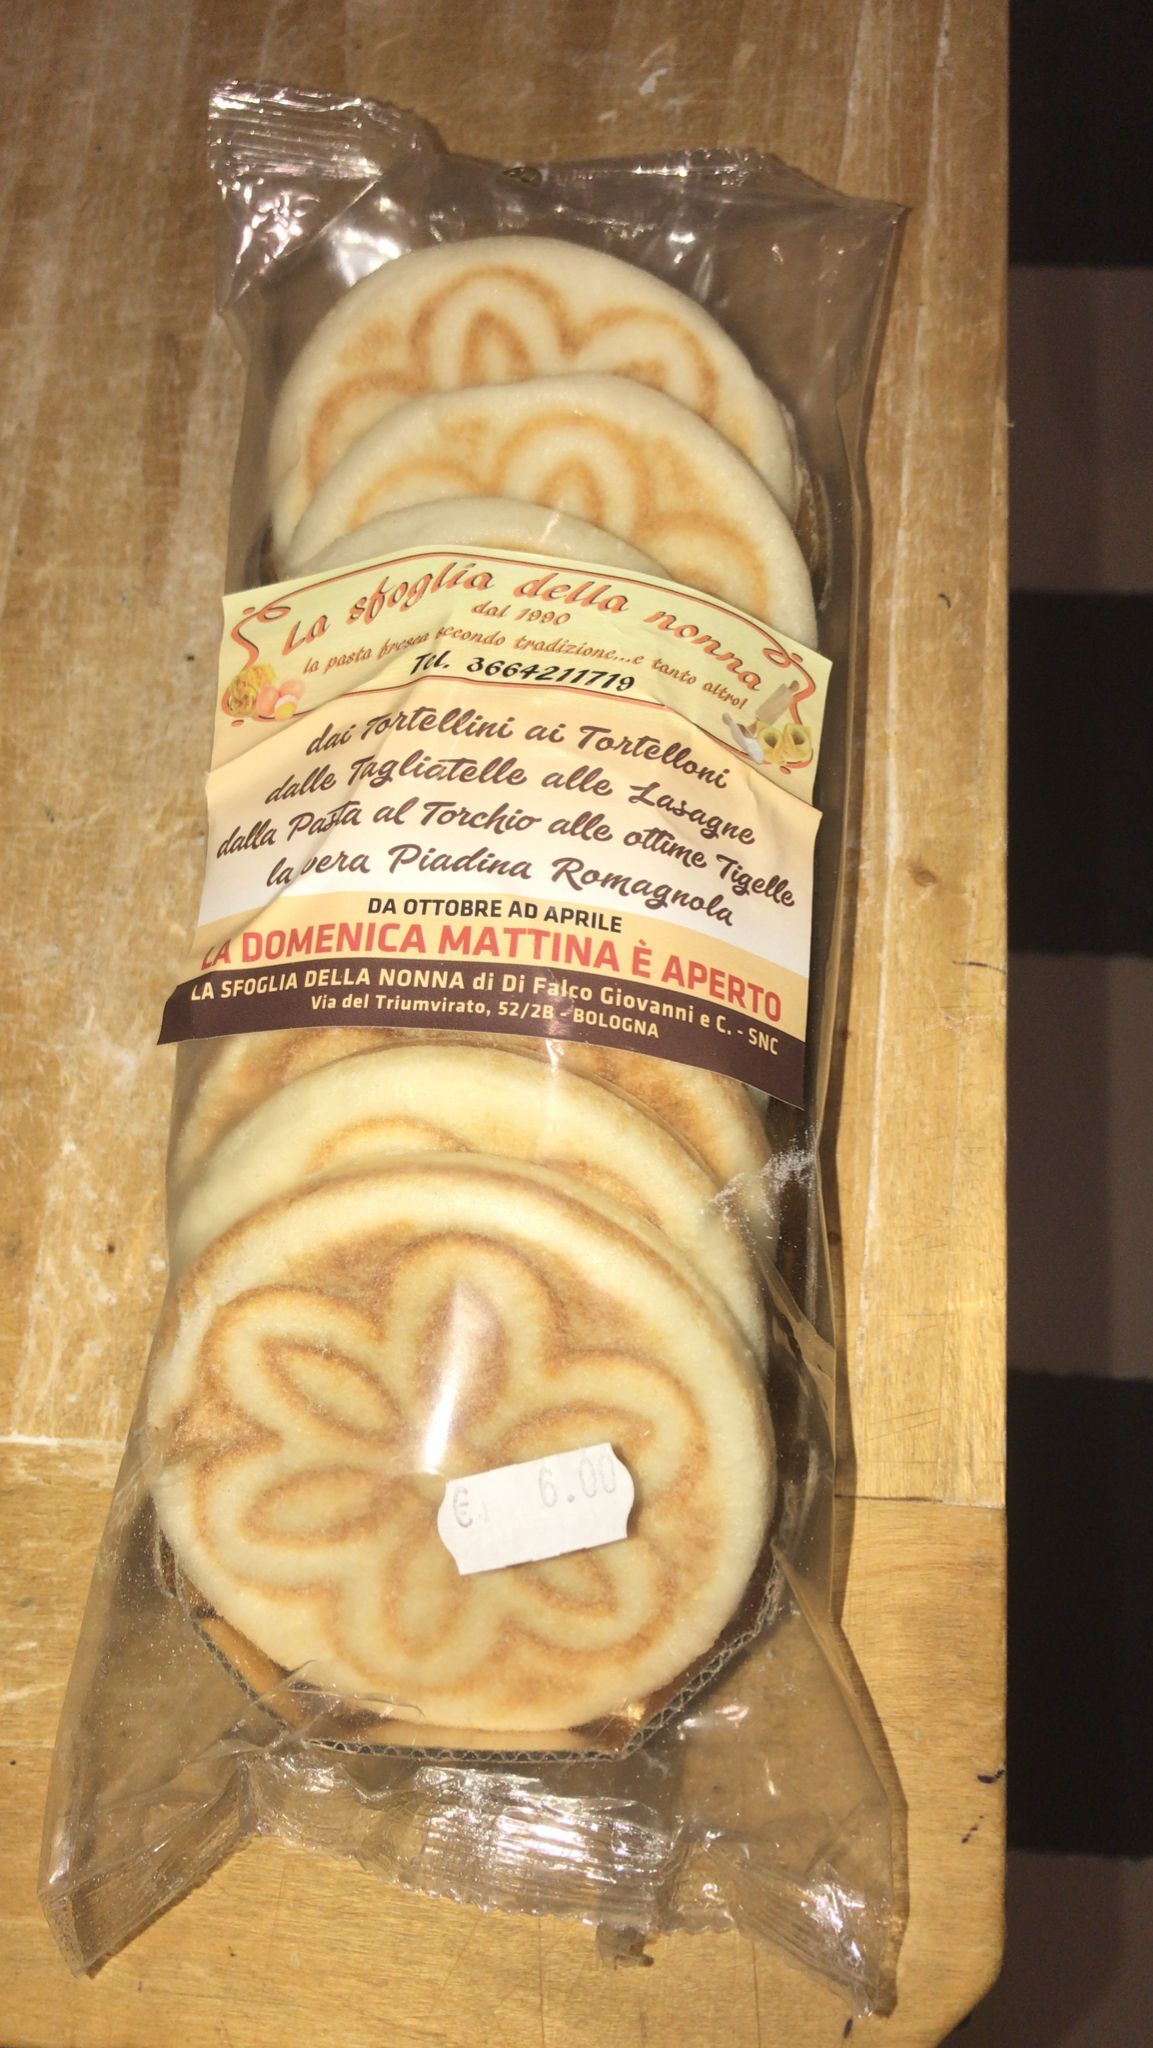 La sfoglia della nonna
dal 1990
la pasta fresca secondo tradizione...e tanto altro!
Tel. 3664211719
dai Tortellini ai Tortelloni
dalle Tagliatelle alle Lasagne
dalla Pasta al Torchio alle ottime Tigelle
la vera Piadina Romagnola
DA OTTOBRE AD APRILE
LA DOMENICA MATTINA È APERTO
LA SFOGLIA DELLA NONNA di Di Falco Giovanni e C. - SNC
Via del Triumvirato, 52/2B - BOLOGNA
€. 6.00